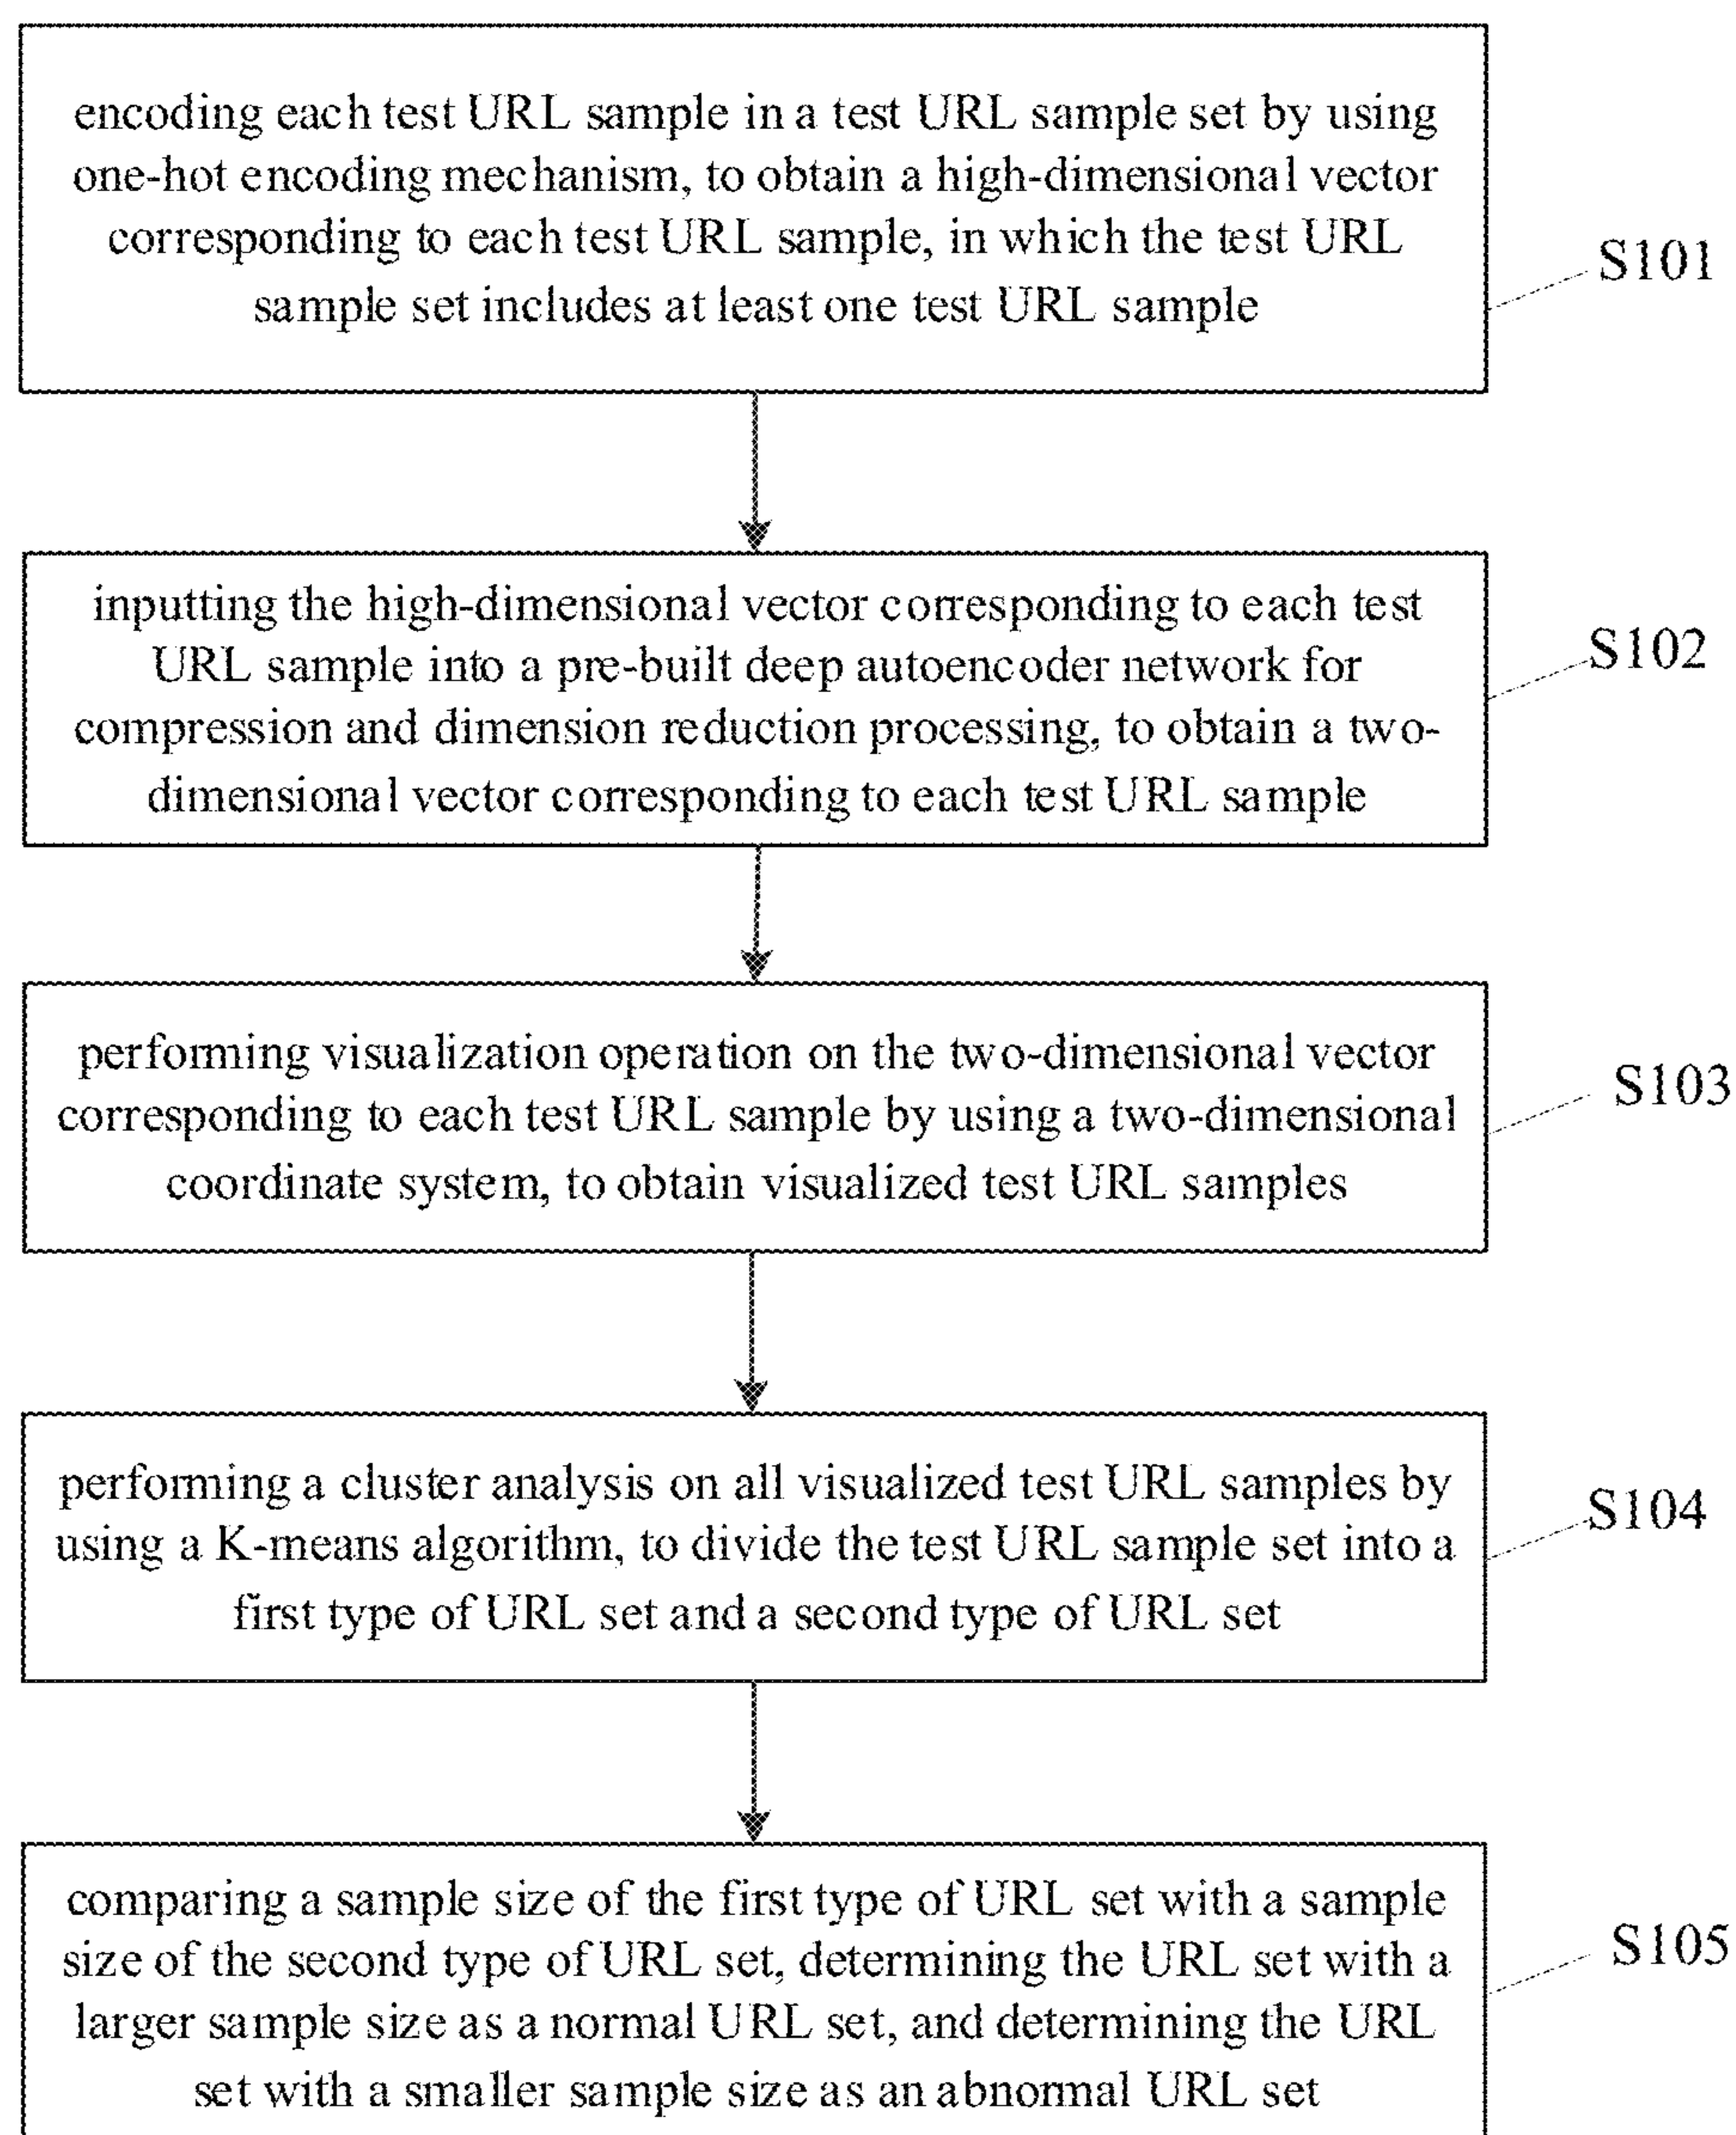 encoding each test URL sample in a test URL sample set by using
one-hot encoding mechanism, to obtain a high-dimensional vector
corresponding to each test URL sample, in which the test URL
sample set includes at least one test URL sample
S101
inputting the high-dimensional vector corresponding to each test
URL sample into a pre-built deep autoencoder network for
compression and dimension reduction processing, to obtain a two-
dimensional vector corresponding to each test URL sample
S102
performing visualization operation on the two-dimensional vector
corresponding to each test URL sample by using a two-dimensional
coordinate system, to obtain visualized test URL samples
S103
performing a cluster analysis on all visualized test URL samples by
using a K-means algorithm, to divide the test URL sample set into a
first type of URL set and a second type of URL set
S104
comparing a sample size of the first type of URL set with a sample
size of the second type of URL set, determining the URL set with a
larger sample size as a normal URL set, and determining the URL
set with a smaller sample size as an abnormal URL set
S105